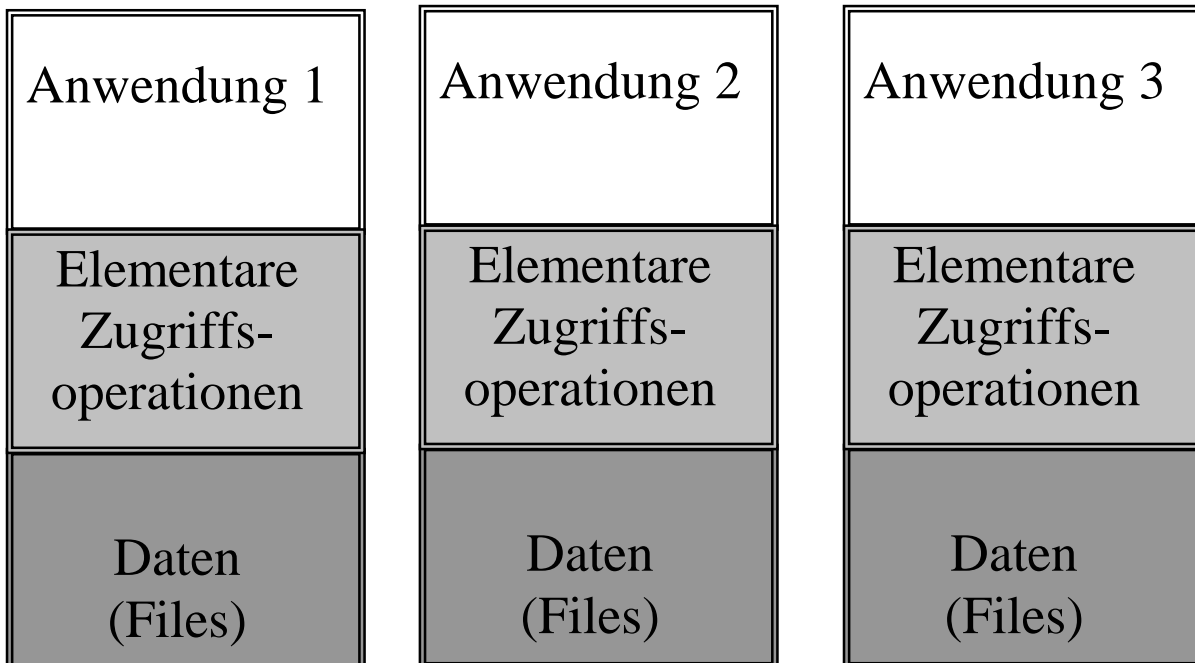 Anwendung 1
Elementare
Zugriffs-
operationen
Daten
(Files)
Anwendung 2
Elementare
Zugriffs-
operationen
Daten
(Files)
Anwendung 3
Elementare
Zugriffs-
operationen
Daten
(Files)